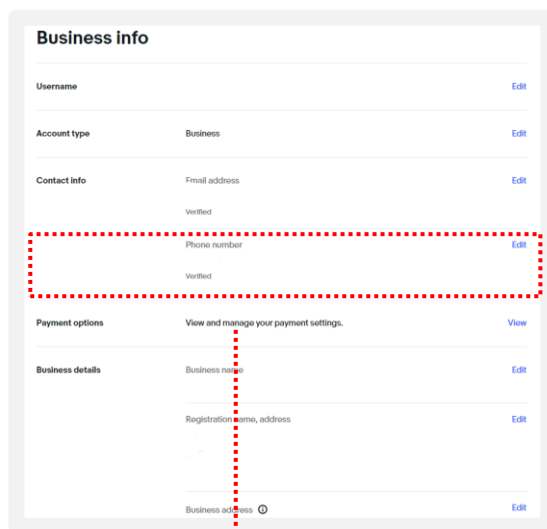 Business info
Username Edit
Account type Business Edit
Contact info Email address Edit
Verified
Phone number Edit
Verified
Payment options View and manage your payment settings. View
Business details Business name Edit
Registration name, address Edit
Business address Edit